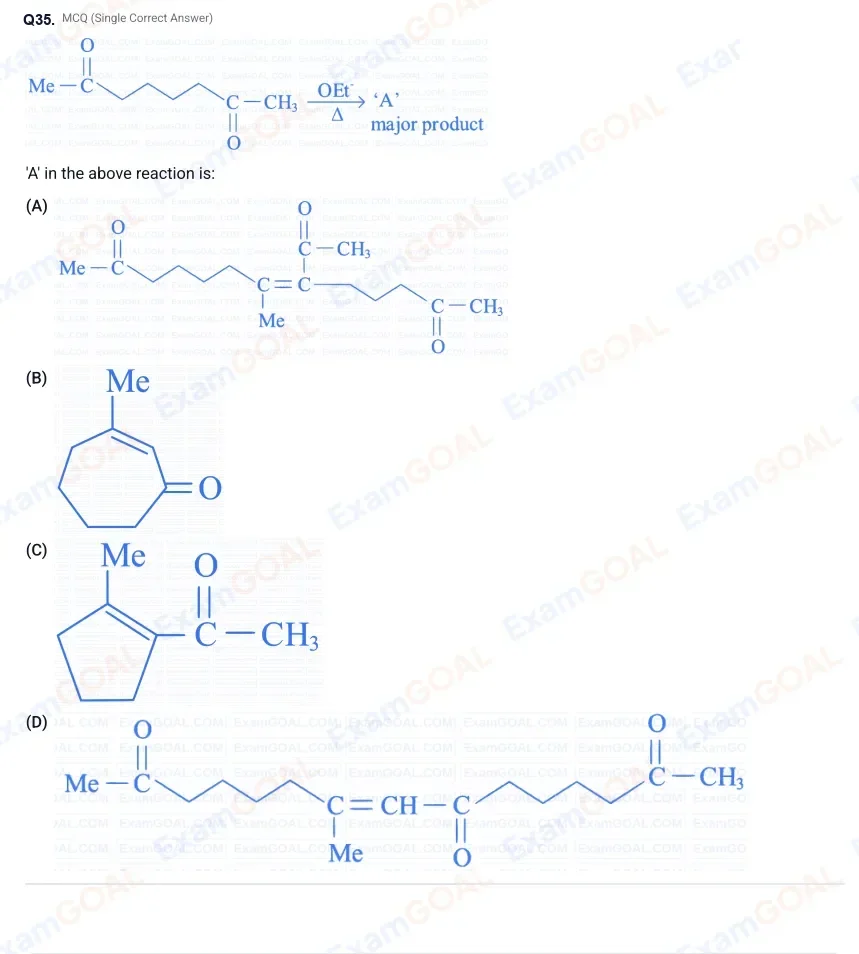 Q35. MCQ (Single Correct Answer)
O
Me — C
C — CH₃
O
OEt⁻
Δ
'A'
major product
'A' in the above reaction is:
(A)
O
C — CH₃
O
Me — C
C = C
Me
C — CH₃
O
(B)
Me
O
(C)
Me
O
C — CH₃
(D)
O
Me — C
C = CH — C
Me
O
O
C — CH₃
ExamGOAL